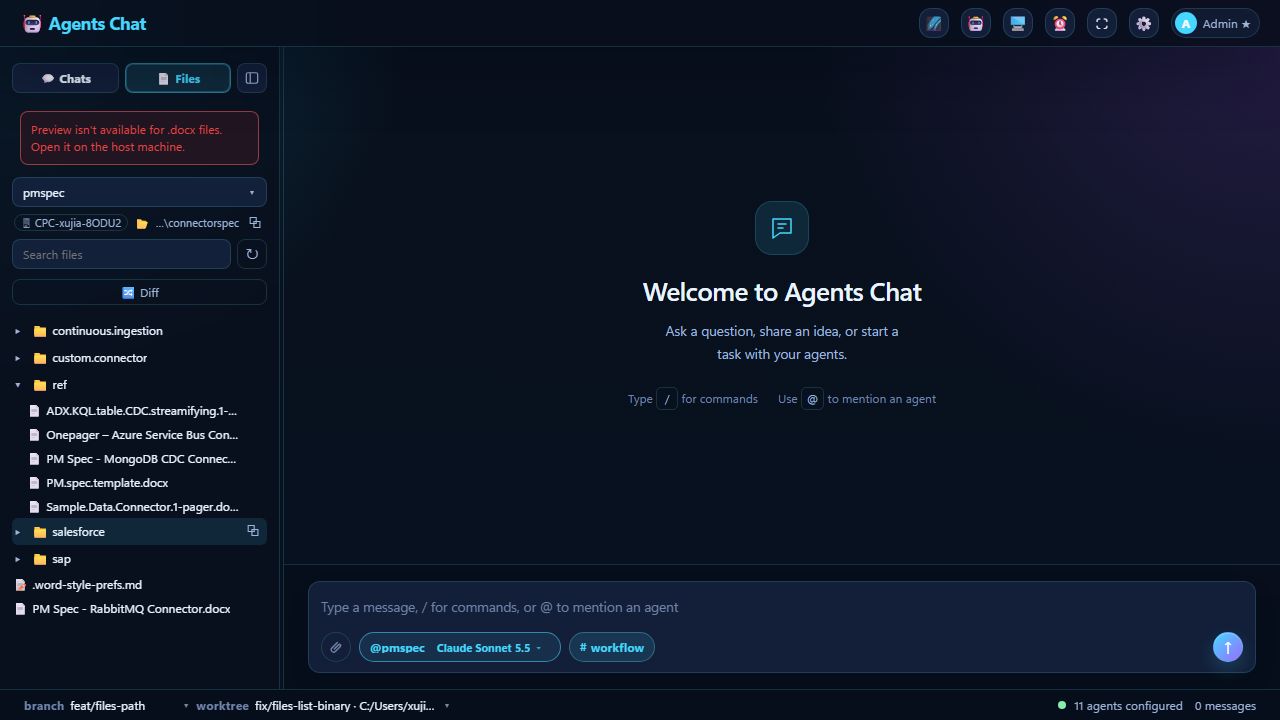 Agents Chat
A Admin ★
Chats Files
Preview isn't available for .docx files.
Open it on the host machine.
pmspec
CPC-xujia-8ODU2 ...\connectorspec
Search files
Diff
continuous.ingestion
custom.connector
ref
ADX.KQL.table.CDC.streamifying.1-...
Onepager – Azure Service Bus Con...
PM Spec - MongoDB CDC Connec...
PM.spec.template.docx
Sample.Data.Connector.1-pager.do...
salesforce
sap
.word-style-prefs.md
PM Spec - RabbitMQ Connector.docx
Welcome to Agents Chat
Ask a question, share an idea, or start a
task with your agents.
Type / for commands Use @ to mention an agent
Type a message, / for commands, or @ to mention an agent
@pmspec Claude Sonnet 5.5
# workflow
branch feat/files-path worktree fix/files-list-binary · C:/Users/xuji...
11 agents configured 0 messages